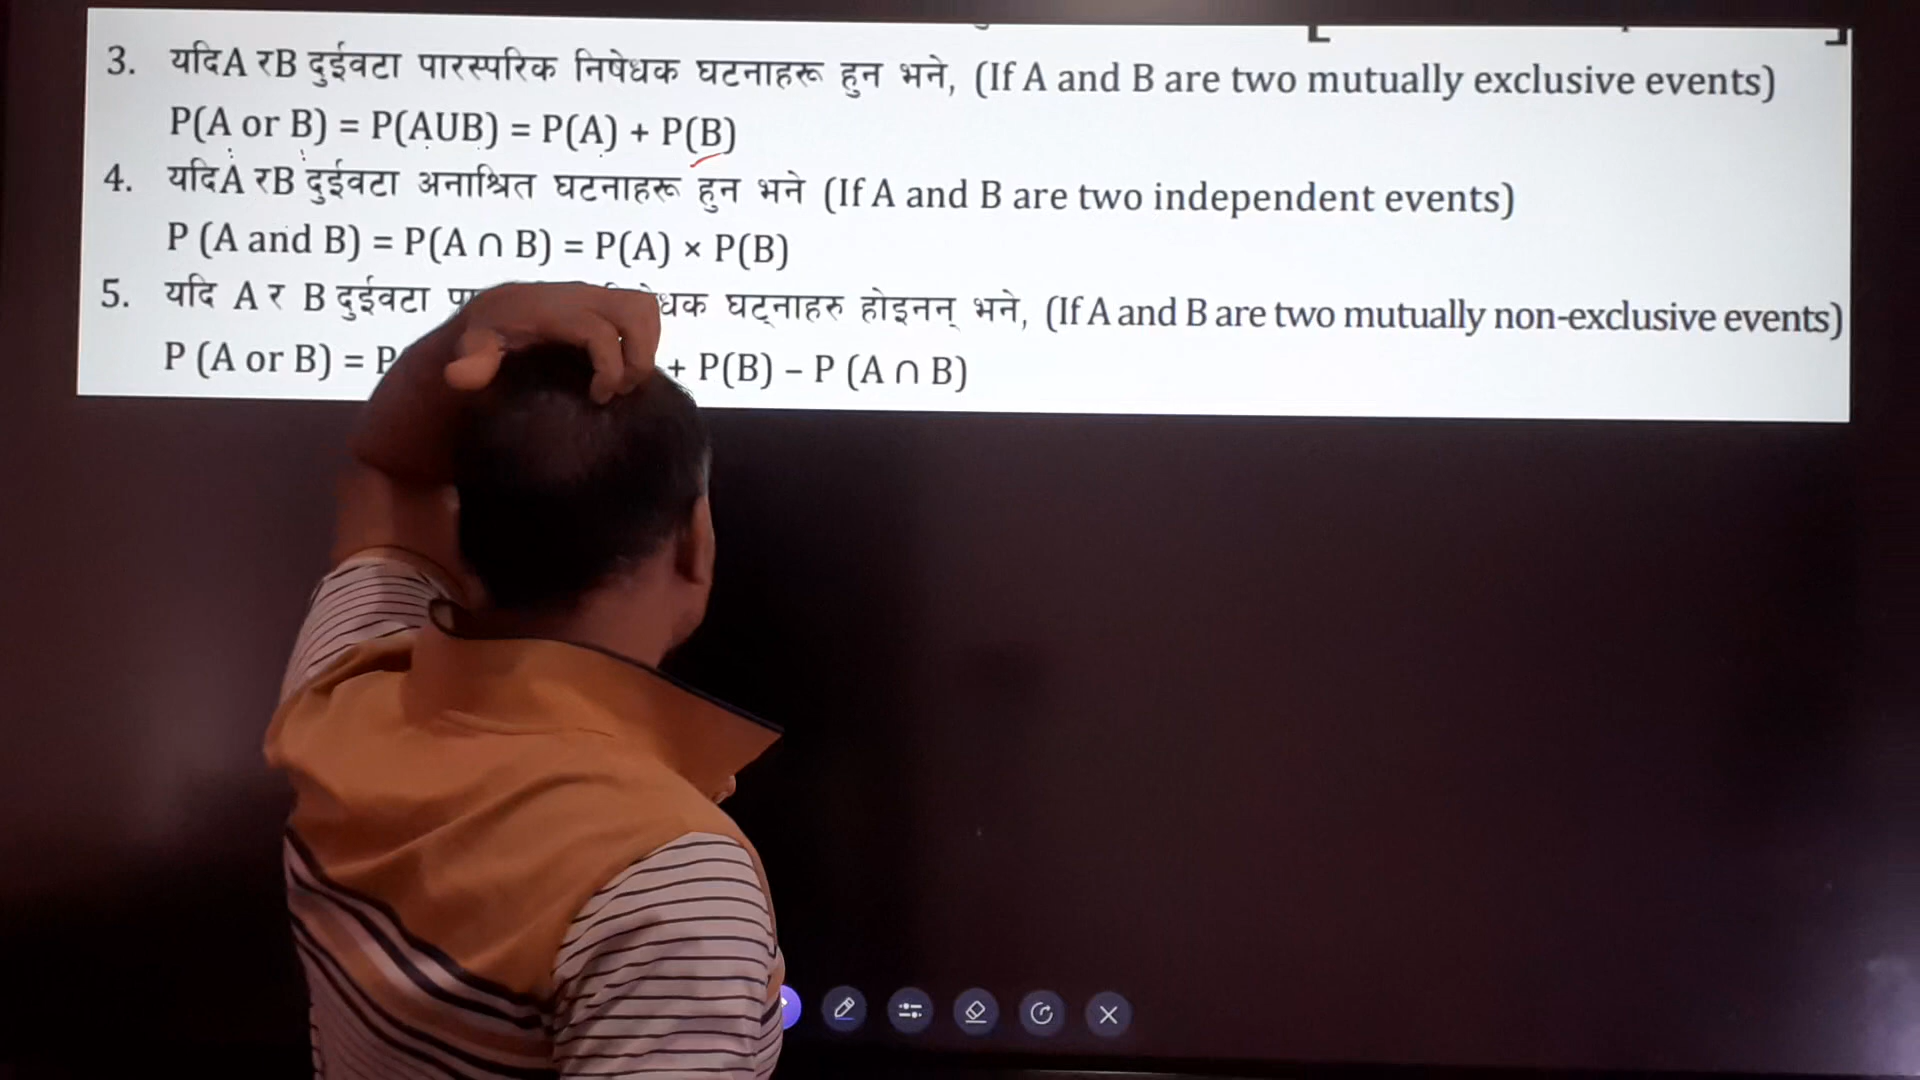 3. यदिA रB दुईवटा पारस्परिक निषेधक घटनाहरू हुन भने, (If A and B are two mutually exclusive events)
P(A or B) = P(AUB) = P(A) + P(B)
4. यदिA रB दुईवटा अनाश्रित घटनाहरू हुन भने (If A and B are two independent events)
P (A and B) = P(A ∩ B) = P(A) × P(B)
5. यदि A र B दुईवटा घट्नाहरु होइनन् भने, (If A and B are two mutually non-exclusive events)
P (A or B) = + P(B) – P (A ∩ B)